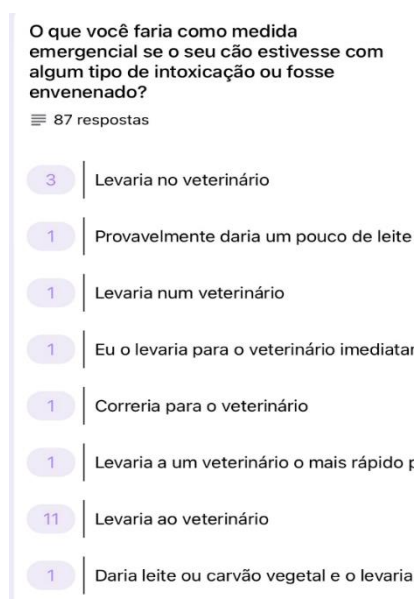 O que você faria como medida
emergencial se o seu cão estivesse com
algum tipo de intoxicação ou fosse
envenenado?
87 respostas
3 Levaria no veterinário
1 Provavelmente daria um pouco de leite
1 Levaria num veterinário
1 Eu o levaria para o veterinário
1 Correria para o veterinário
1 Levaria a um veterinário o mais rápido
11 Levaria ao veterinário
1 Daria leite ou carvão vegetal e o levaria